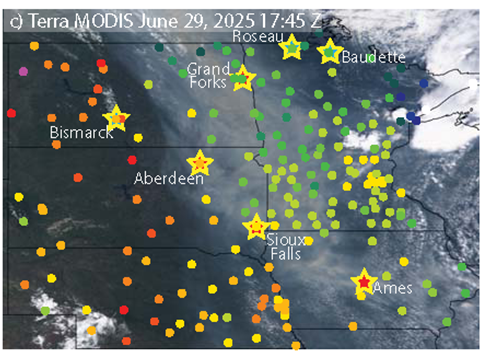 c) Terra MODIS June 29, 2025 17:45 Z
Roseau
Baudette
Grand
Forks
Bismarck
Aberdeen
Sioux
Falls
Ames